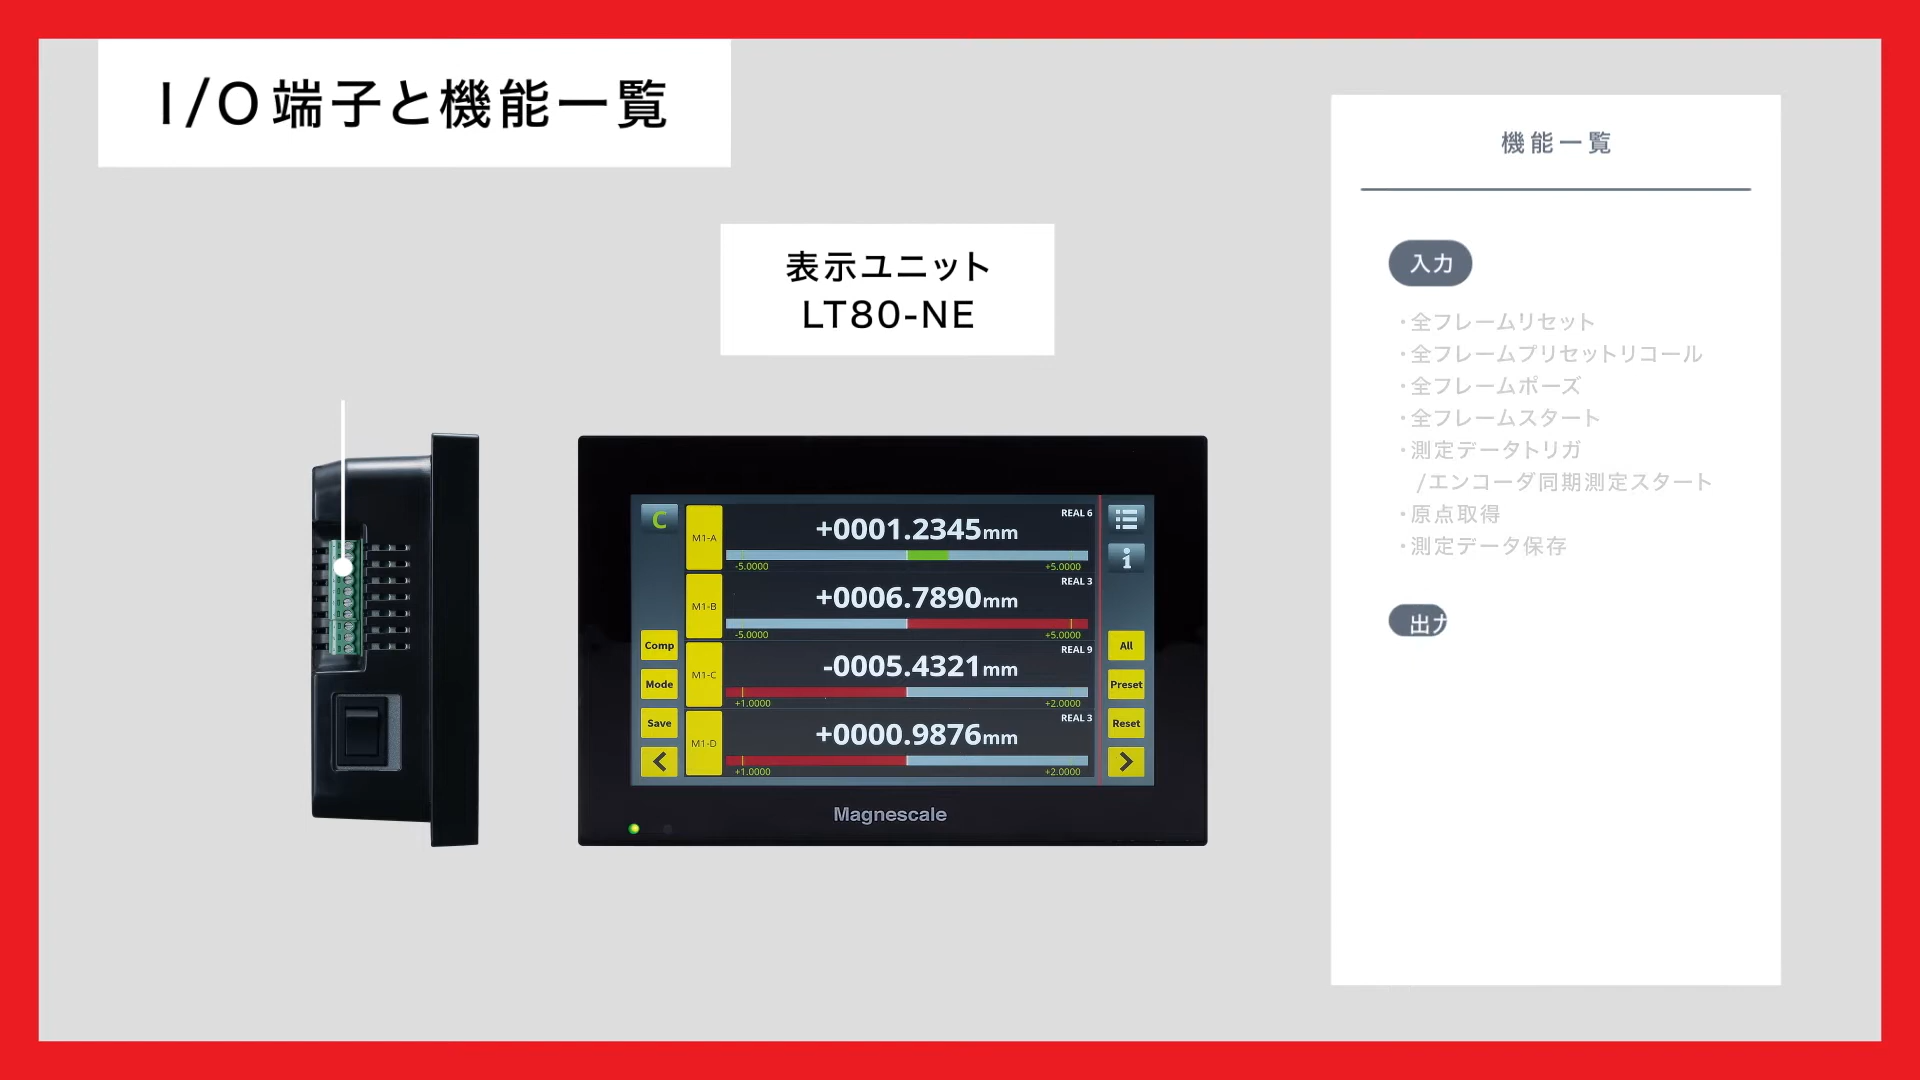 I/O端子と機能一覧
表示ユニット
LT80-NE
C
M1-A
+0001.2345mm
REAL 6
-5.0000
+5.0000
M1-B
+0006.7890mm
REAL 3
-5.0000
+5.0000
M1-C
-0005.4321mm
REAL 9
+1.0000
+2.0000
M1-D
+0000.9876mm
REAL 3
+1.0000
+2.0000
Comp
Mode
Save
i
All
Preset
Reset
Magnescale
機能一覧
入力
・全フレームリセット
・全フレームプリセットリコール
・全フレームポーズ
・全フレームスタート
・測定データトリガ
/エンコーダ同期測定スタート
・原点取得
・測定データ保存
出力